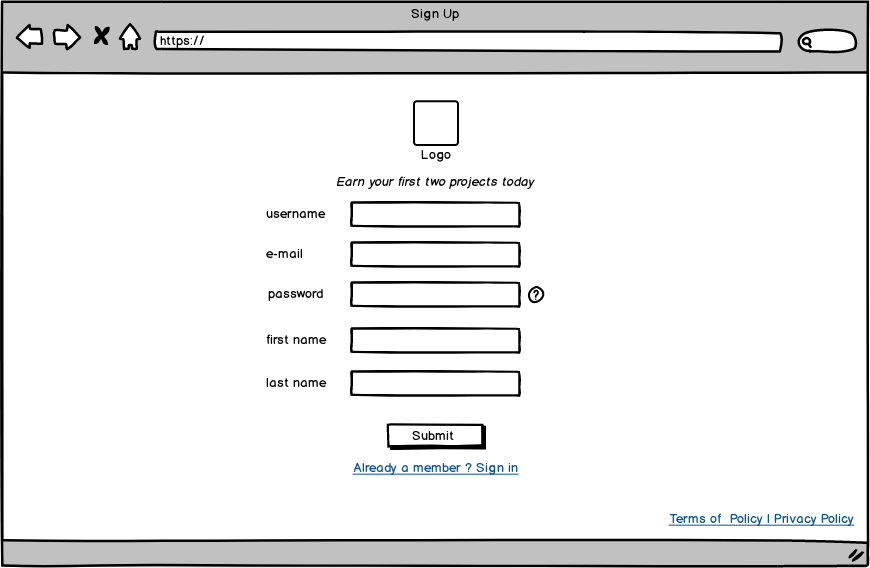 Sign Up
https://
Logo
Earn your first two projects today
username
e-mail
password ?
first name
last name
Submit
Already a member ? Sign in
Terms of Policy | Privacy Policy